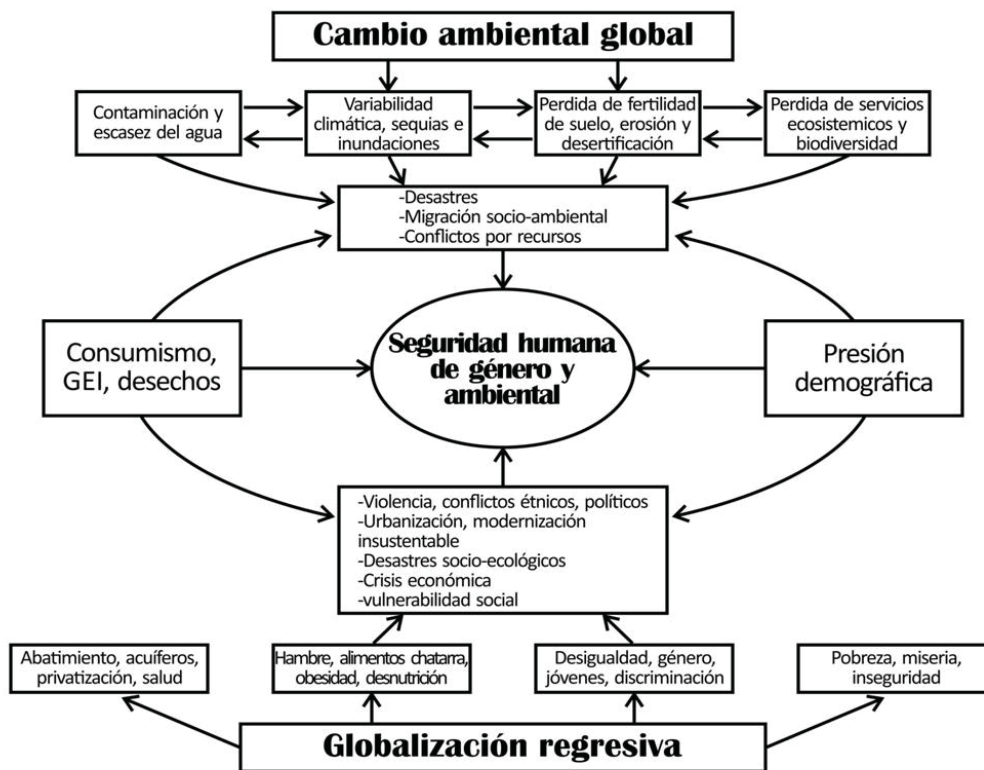 Cambio ambiental global
Contaminación y
escasez del agua
Variabilidad
climática, sequias e
inundaciones
Perdida de fertilidad
de suelo, erosión y
desertificación
Perdida de servicios
ecosistemicos y
biodiversidad
-Desastres
-Migración socio-ambiental
-Conflictos por recursos
Consumismo,
GEI, desechos
Seguridad humana
de género y
ambiental
Presión
demográfica
-Violencia, conflictos étnicos, políticos
-Urbanización, modernización
insustentable
-Desastres socio-ecológicos
-Crisis económica
-vulnerabilidad social
Abatimiento, acuíferos,
privatización, salud
Hambre, alimentos chatarra,
obesidad, desnutrición
Desigualdad, género,
jóvenes, discriminación
Pobreza, miseria,
inseguridad
Globalización regresiva